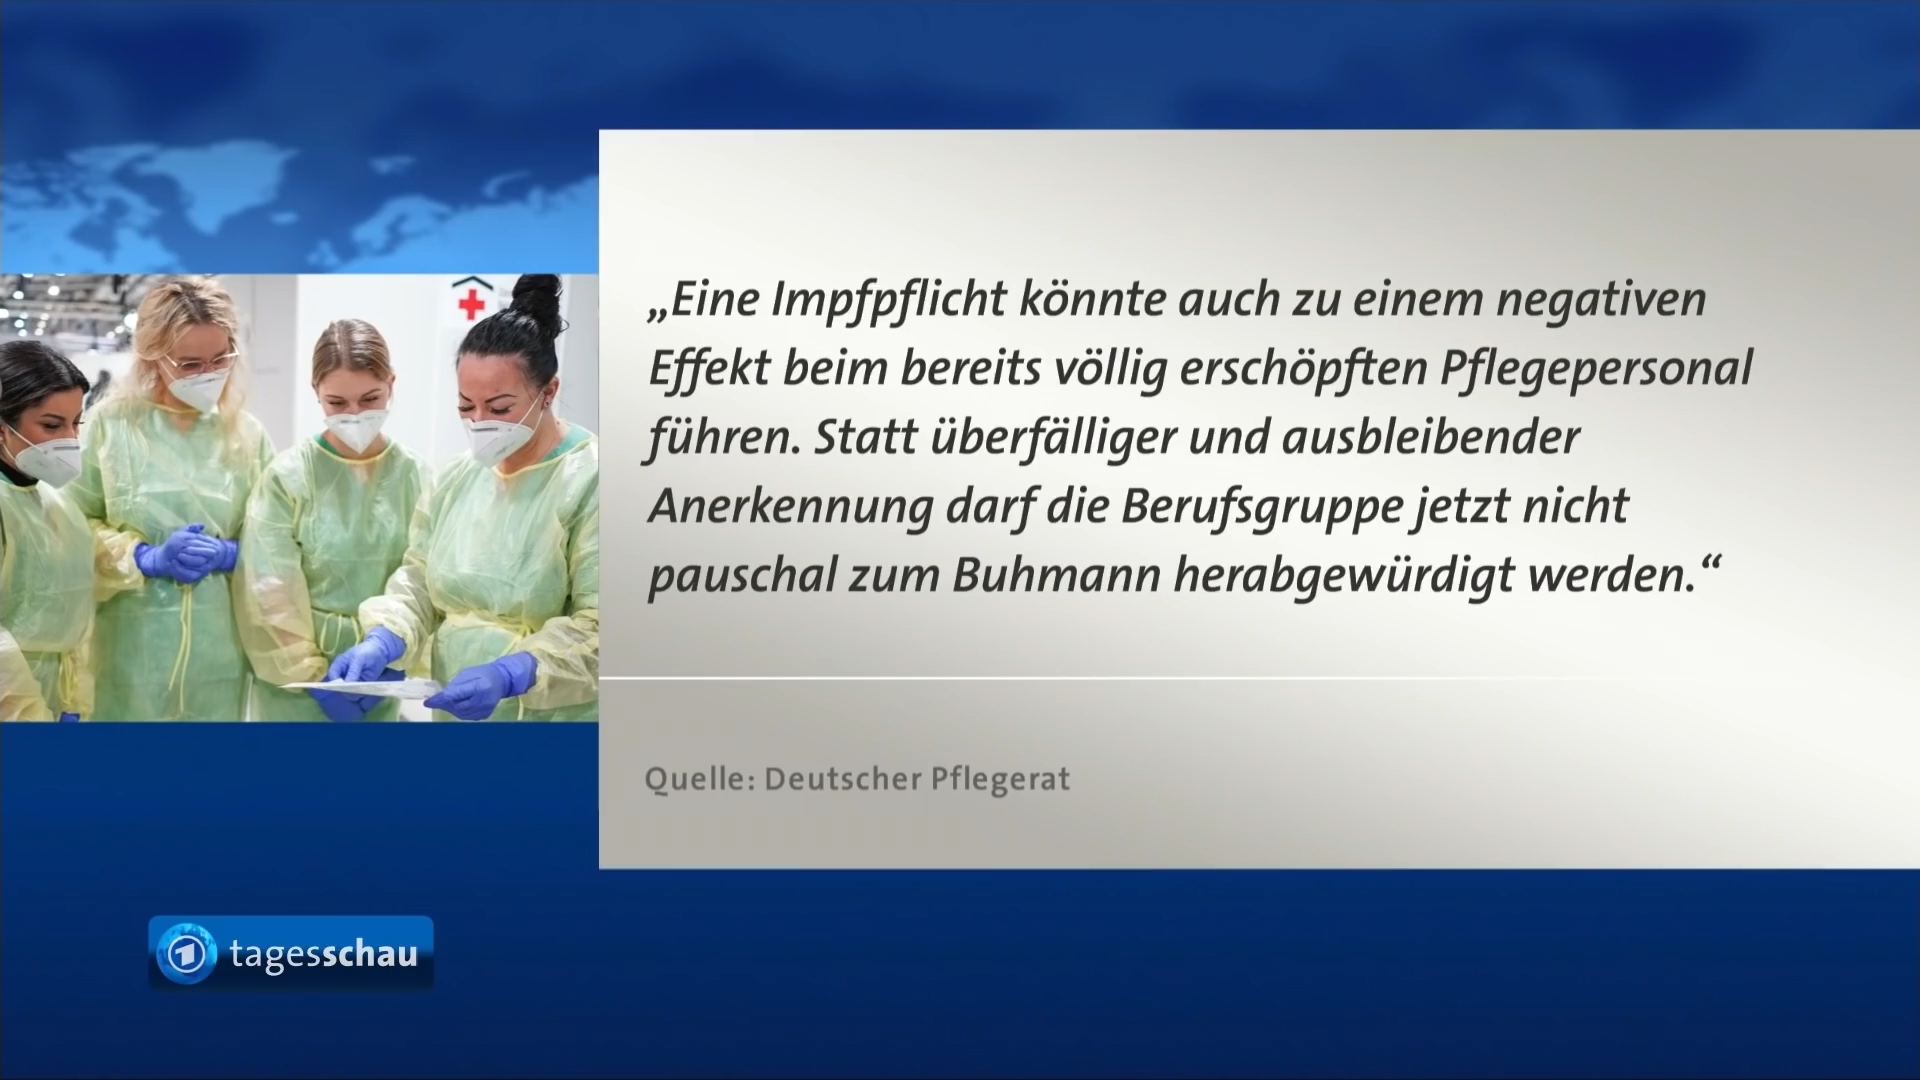 „Eine Impfpflicht könnte auch zu einem negativen
Effekt beim bereits völlig erschöpften Pflegepersonal
führen. Statt überfälliger und ausbleibender
Anerkennung darf die Berufsgruppe jetzt nicht
pauschal zum Buhmann herabgewürdigt werden.“
Quelle: Deutscher Pflegerat
1 tagesschau